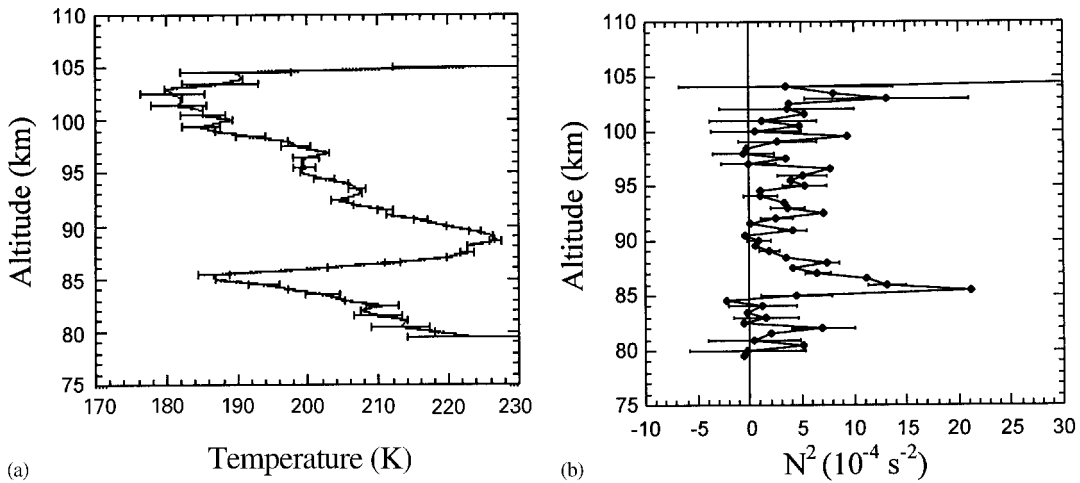 110
105
100
95
90
85
80
75
Altitude (km)
170 180 190 200 210 220 230
Temperature (K)
(a)
110
105
100
95
90
85
80
75
Altitude (km)
-10 -5 0 5 10 15 20 25 30
N² (10⁻⁴ s⁻²)
(b)